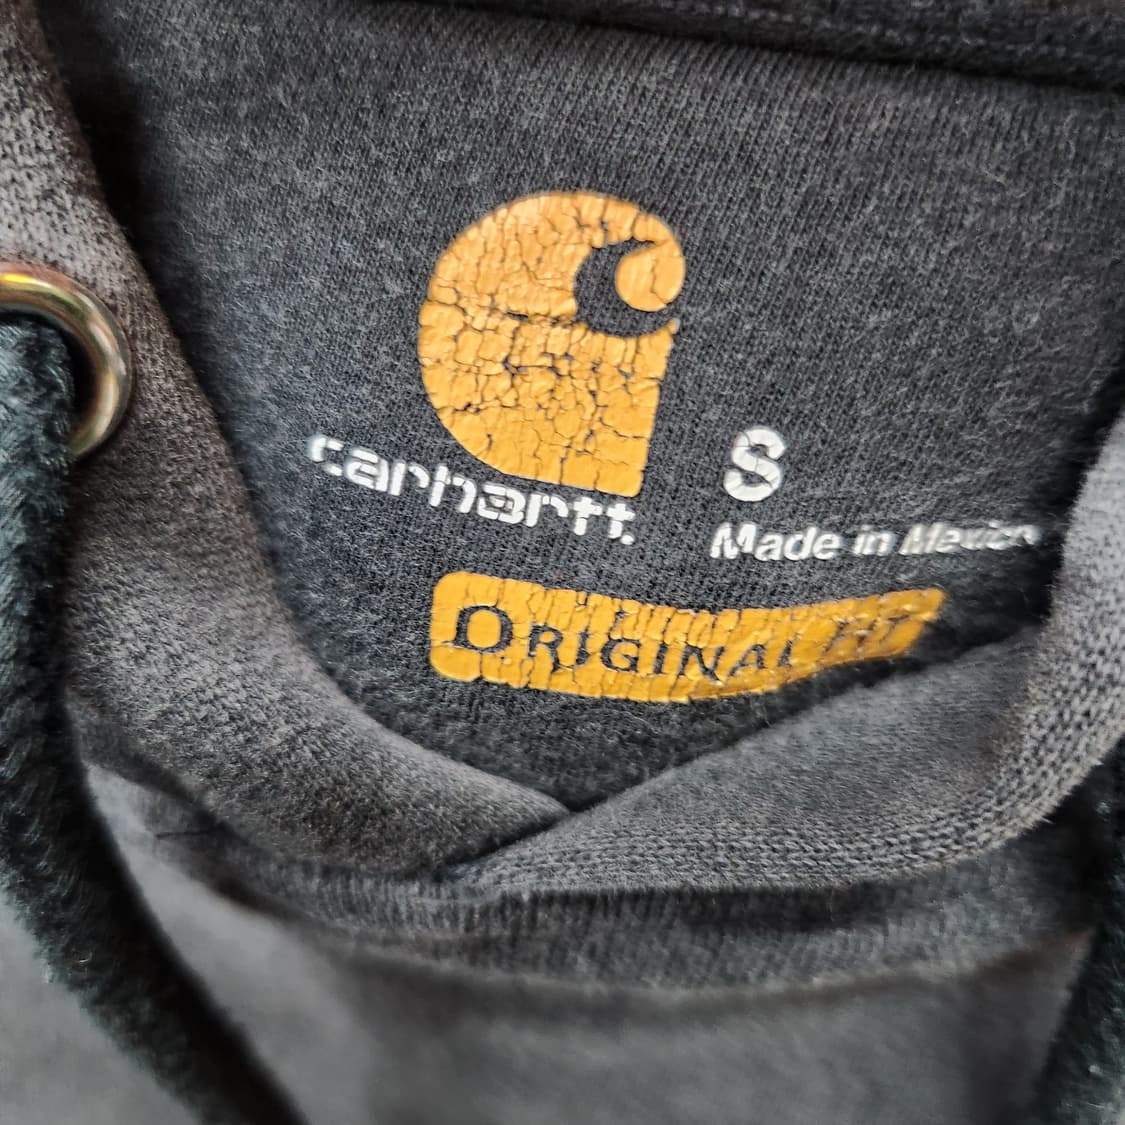 carhartt.
S
Made in Mexico
ORIGINAL FIT